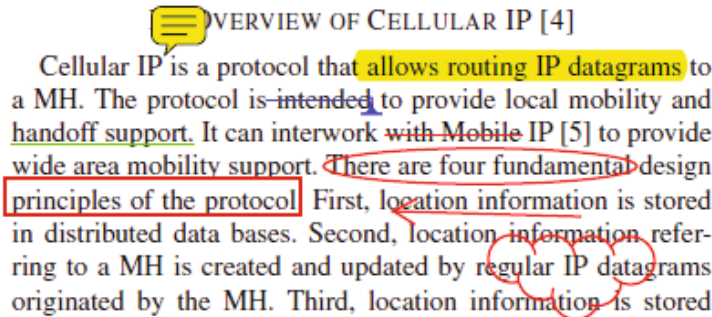 OVERVIEW OF CELLULAR IP [4]
Cellular IP is a protocol that allows routing IP datagrams to
a MH. The protocol is intended to provide local mobility and
handoff support. It can interwork with Mobile IP [5] to provide
wide area mobility support. There are four fundamental design
principles of the protocol First, location information is stored
in distributed data bases. Second, location information refer-
ring to a MH is created and updated by regular IP datagrams
originated by the MH. Third, location information is stored